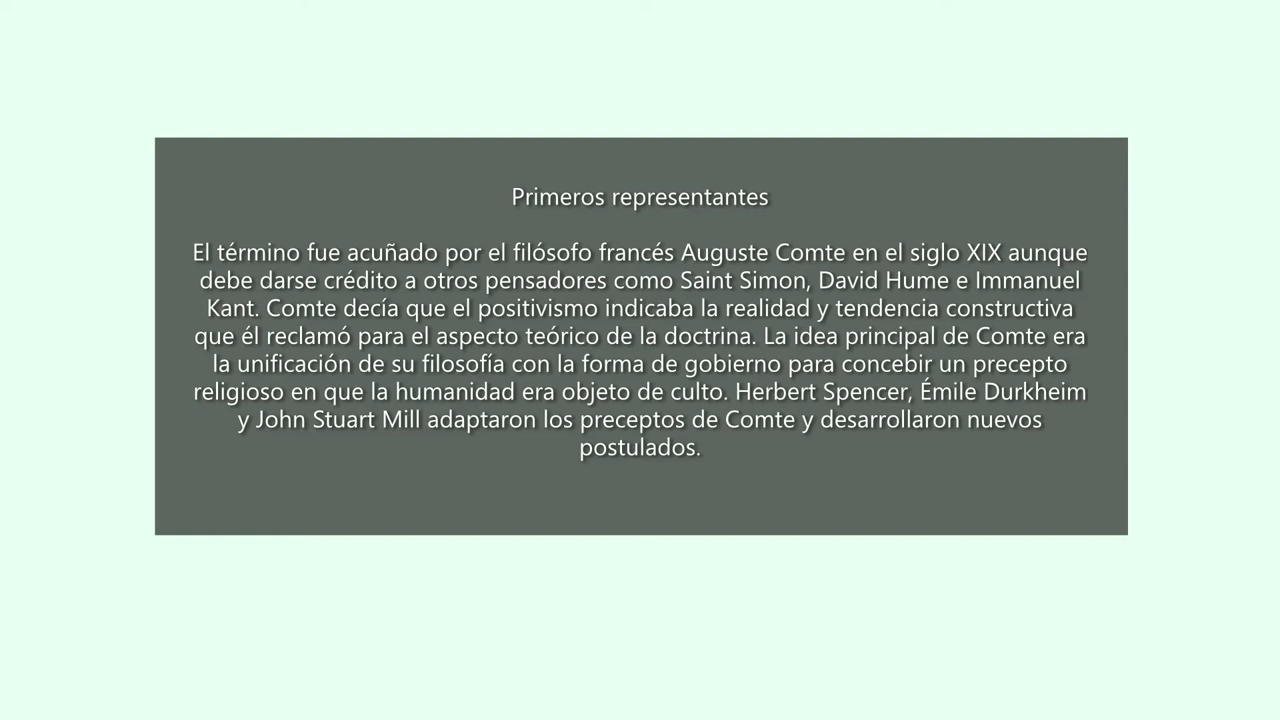 Primeros representantes
El término fue acuñado por el filósofo francés Auguste Comte en el siglo XIX aunque
debe darse crédito a otros pensadores como Saint Simon, David Hume e Immanuel
Kant. Comte decía que el positivismo indicaba la realidad y tendencia constructiva
que él reclamó para el aspecto teórico de la doctrina. La idea principal de Comte era
la unificación de su filosofía con la forma de gobierno para concebir un precepto
religioso en que la humanidad era objeto de culto. Herbert Spencer, Émile Durkheim
y John Stuart Mill adaptaron los preceptos de Comte y desarrollaron nuevos
postulados.